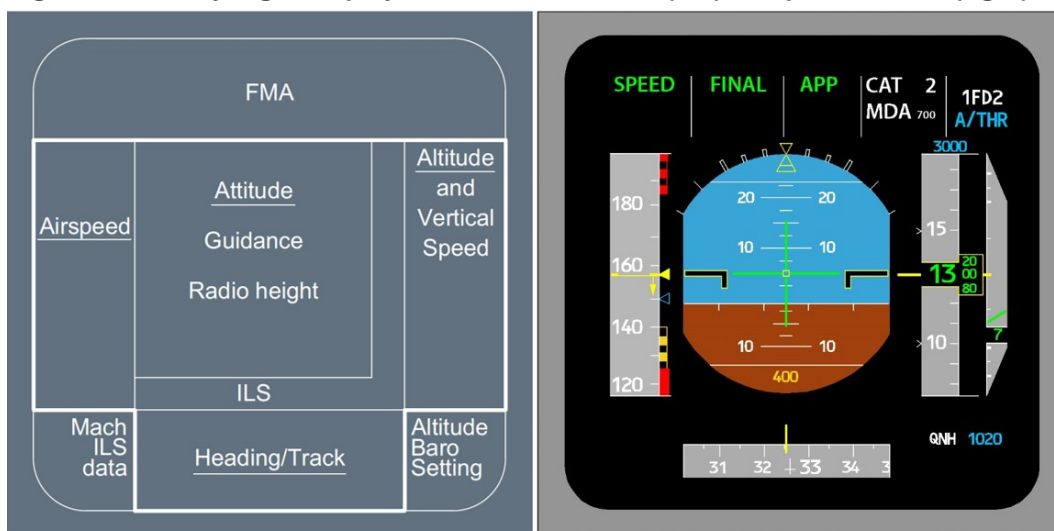 FMA
Attitude
Guidance
Radio height
Airspeed
Altitude
and
Vertical
Speed
ILS
Mach
ILS
data
Heading/Track
Altitude
Baro
Setting
SPEED
FINAL
APP
CAT 2
MDA 700
1FD2
A/THR
180
160
140
120
20 20
10 10
10 10
400
3000
15
13
20
00
80
10
7
QNH 1020
31 32 33 34 3